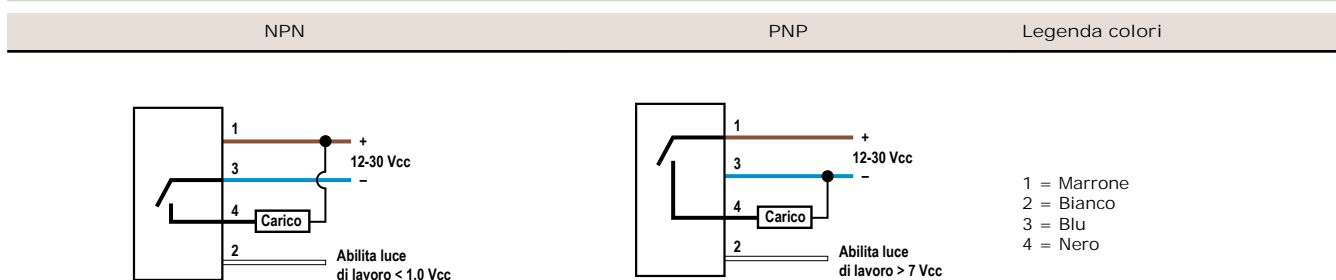 NPN PNP Legenda colori
1
+
12-30 Vcc
3
–
4
Carico
2
Abilita luce
di lavoro < 1,0 Vcc
1
+
12-30 Vcc
3
–
4
Carico
2
Abilita luce
di lavoro > 7 Vcc
1 = Marrone
2 = Bianco
3 = Blu
4 = Nero